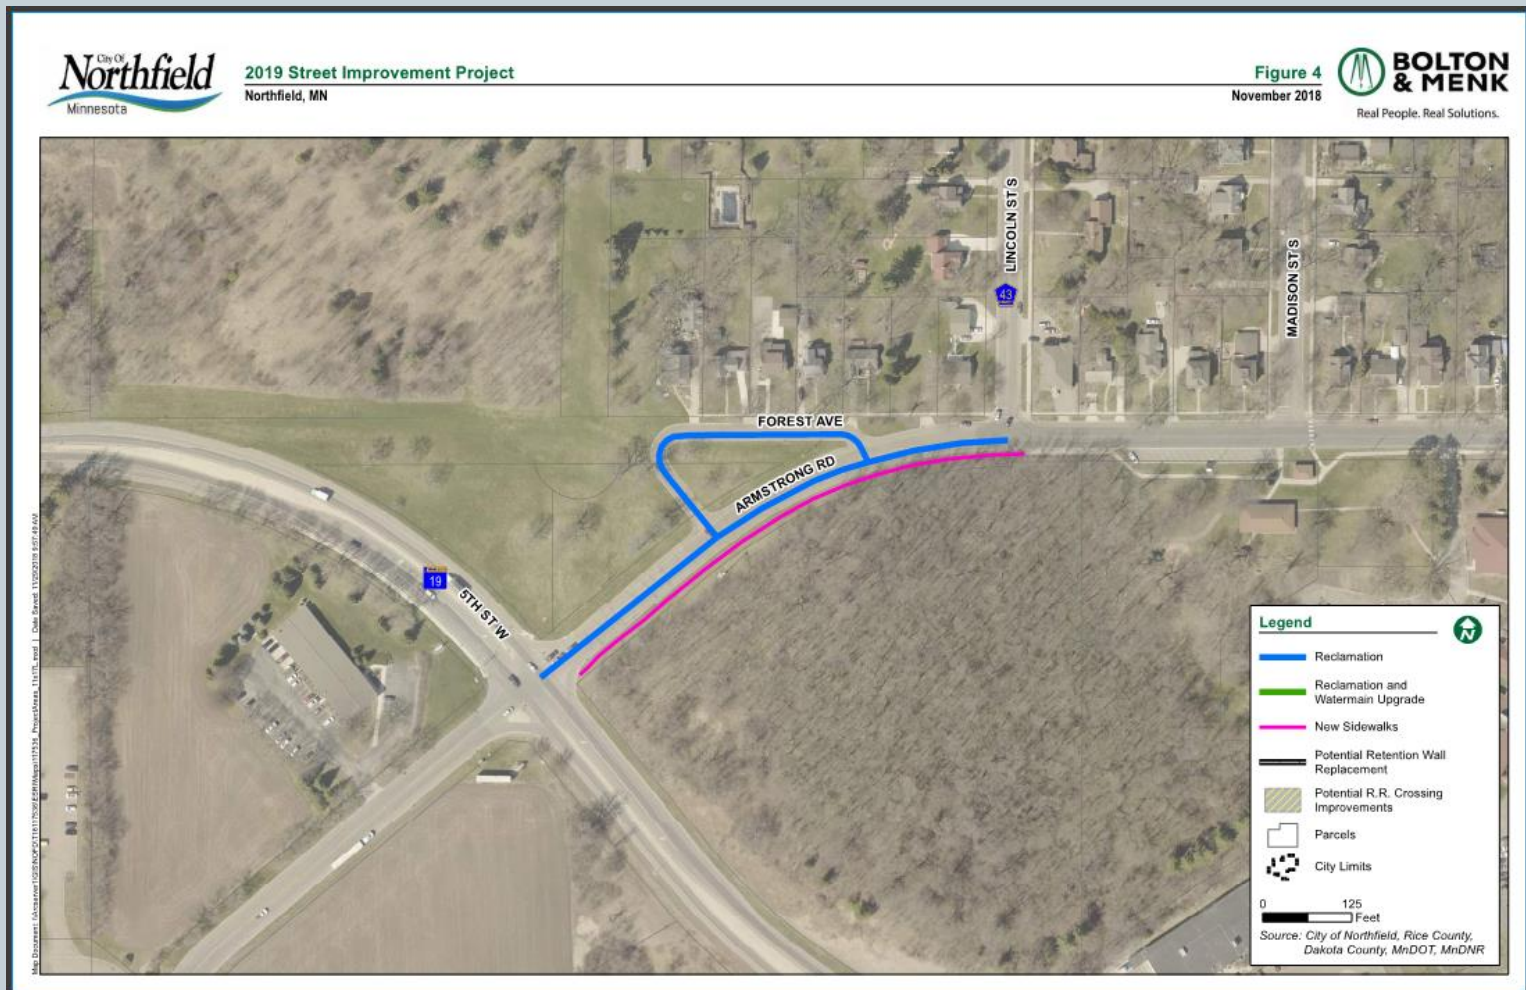 City Of
Northfield
Minnesota
2019 Street Improvement Project
Northfield, MN
Figure 4
November 2018
BOLTON
& MENK
Real People. Real Solutions.
LINCOLN ST S
43
MADISON ST S
FOREST AVE
ARMSTRONG RD
19
5TH ST W
Legend
N
Reclamation
Reclamation and
Watermain Upgrade
New Sidewalks
Potential Retention Wall
Replacement
Potential R.R. Crossing
Improvements
Parcels
City Limits
0 125
Feet
Source: City of Northfield, Rice County,
Dakota County, MnDOT, MnDNR